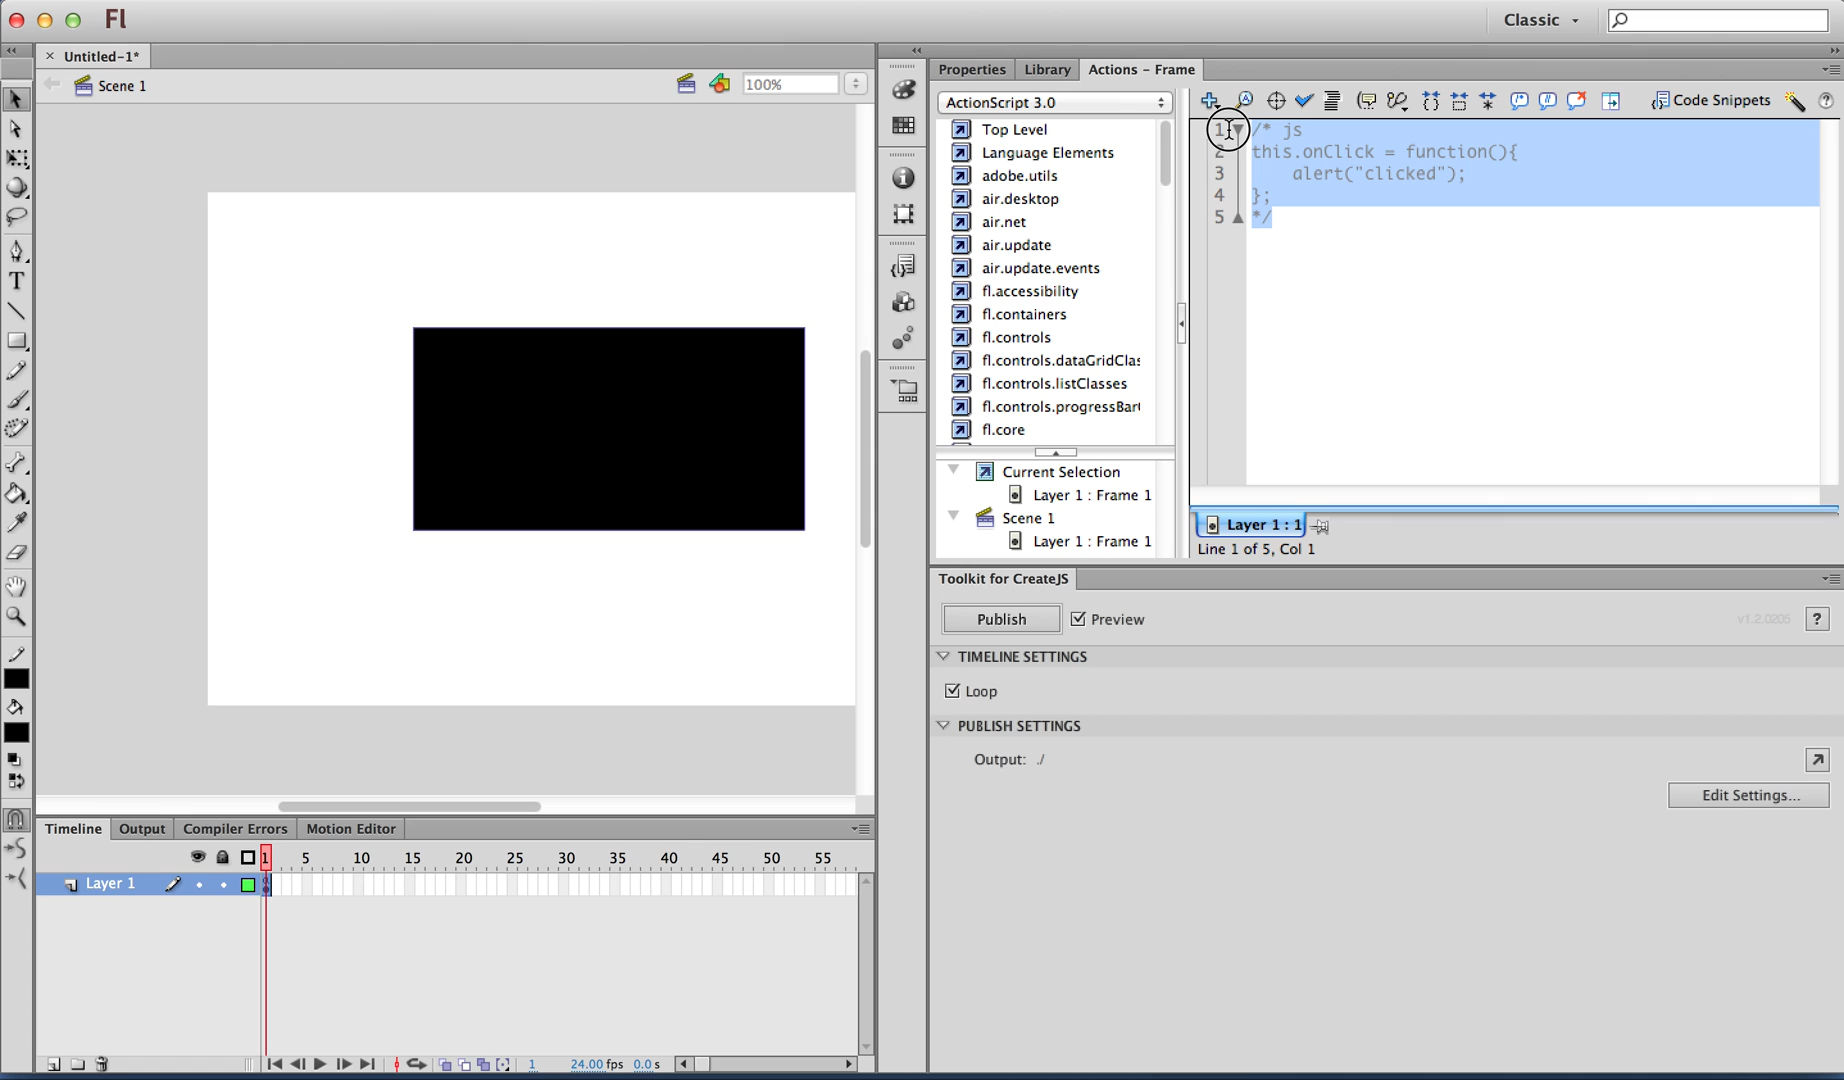 Fl
Classic
Untitled-1*
Scene 1
100%
Properties
Library
Actions - Frame
ActionScript 3.0
Code Snippets
Top Level
Language Elements
adobe.utils
air.desktop
air.net
air.update
air.update.events
fl.accessibility
fl.containers
fl.controls
fl.controls.dataGridClas
fl.controls.listClasses
fl.controls.progressBar
fl.core
1 /* js
2 this.onClick = function(){
3 alert("clicked");
4 };
5 */
Current Selection
Layer 1 : Frame 1
Scene 1
Layer 1 : Frame 1
Layer 1 : 1
Line 1 of 5, Col 1
Toolkit for CreateJS
Publish
Preview
v1.2.0205
?
TIMELINE SETTINGS
Loop
PUBLISH SETTINGS
Output: ./
Edit Settings...
Timeline
Output
Compiler Errors
Motion Editor
1 5 10 15 20 25 30 35 40 45 50 55
Layer 1
1 24.00 fps 0.0 s